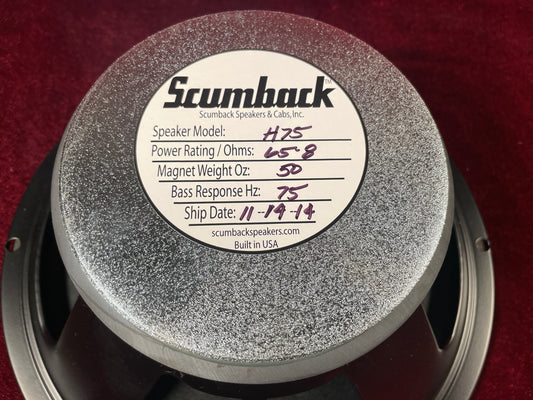 Scumback™
Scumback Speakers & Cabs, Inc.
Speaker Model: H75
Power Rating / Ohms: 65-8
Magnet Weight Oz: 50
Bass Response Hz: 75
Ship Date: 11-14-14
scumbackspeakers.com
Built in USA